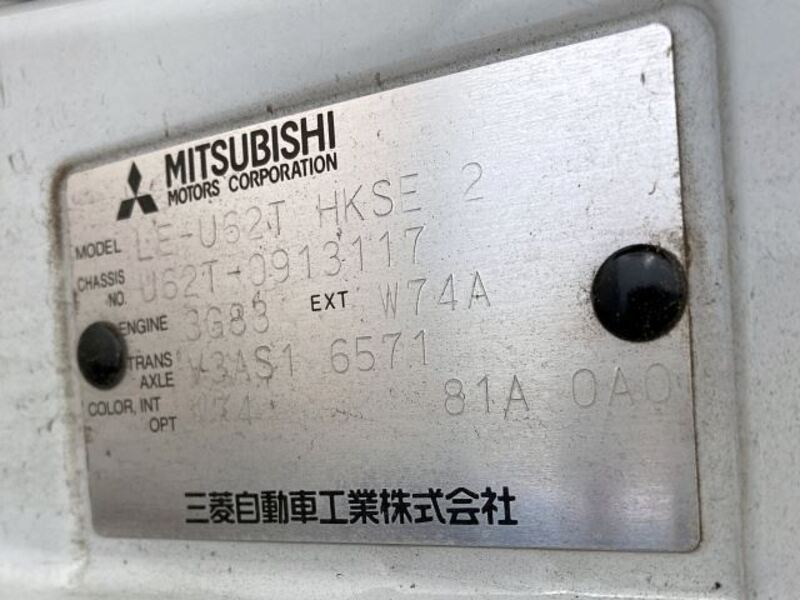 MITSUBISHI
MOTORS CORPORATION
MODEL LE-U62T HKSE 2
CHASSIS NO. U62T-0913117
ENGINE 3G83 EXT W74A
TRANS AXLE V3AS1 6571
COLOR, INT OPT 81A 0A0
三菱自動車工業株式会社